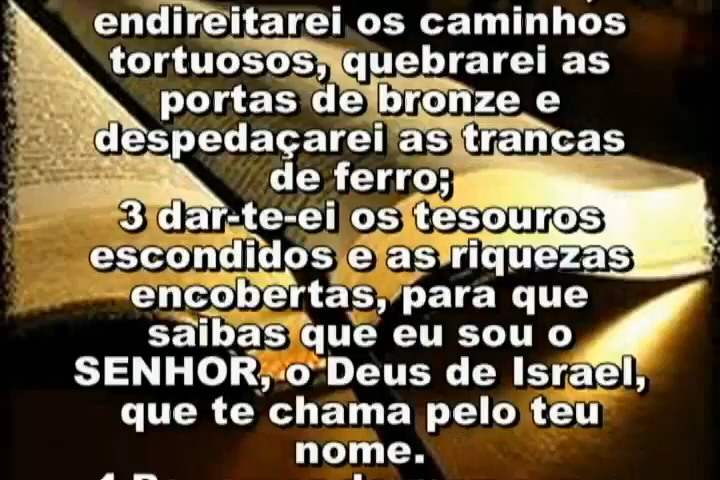 endireitarei os caminhos
tortuosos, quebrarei as
portas de bronze e
despedaçarei as trancas
de ferro;
3 dar-te-ei os tesouros
escondidos e as riquezas
encobertas, para que
saibas que eu sou o
SENHOR, o Deus de Israel,
que te chama pelo teu
nome.